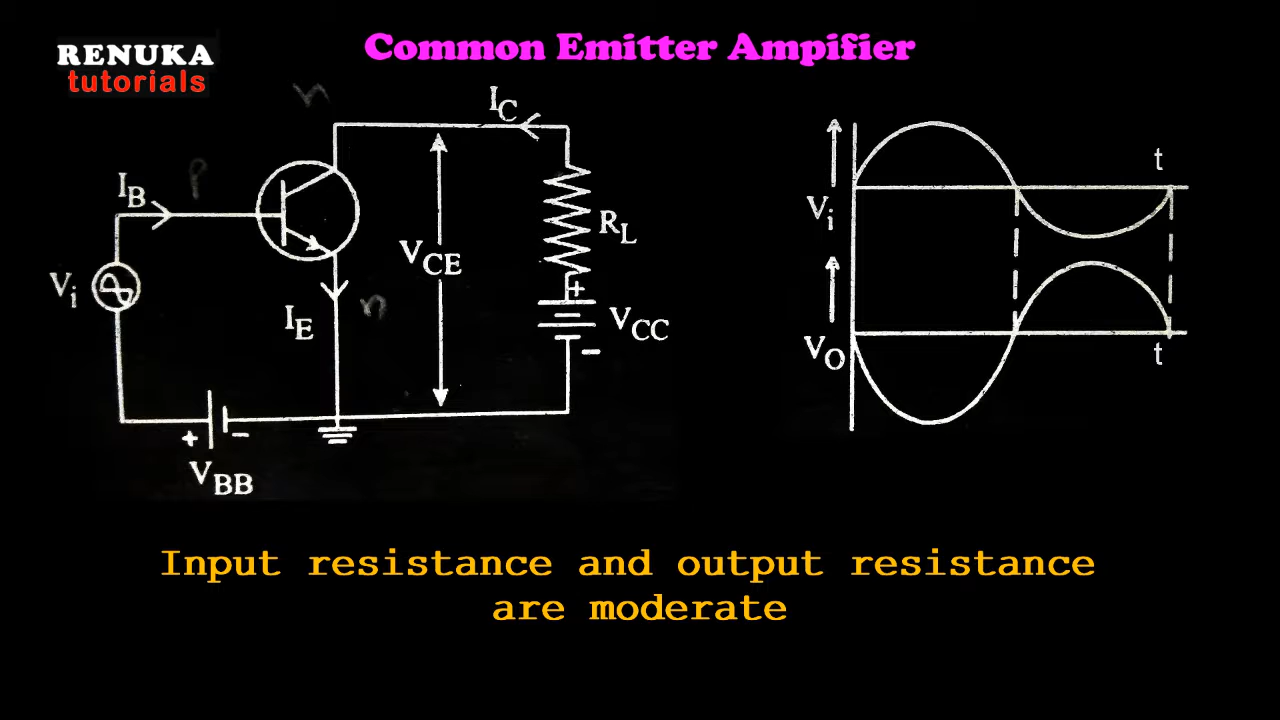 RENUKA
tutorials
Common Emitter Ampifier
n
I_C
p
I_B
R_L
V_CE
V_i
+
I_E
n
V_CC
−
+ −
V_BB
t
V_i
V_O
t
Input resistance and output resistance
are moderate